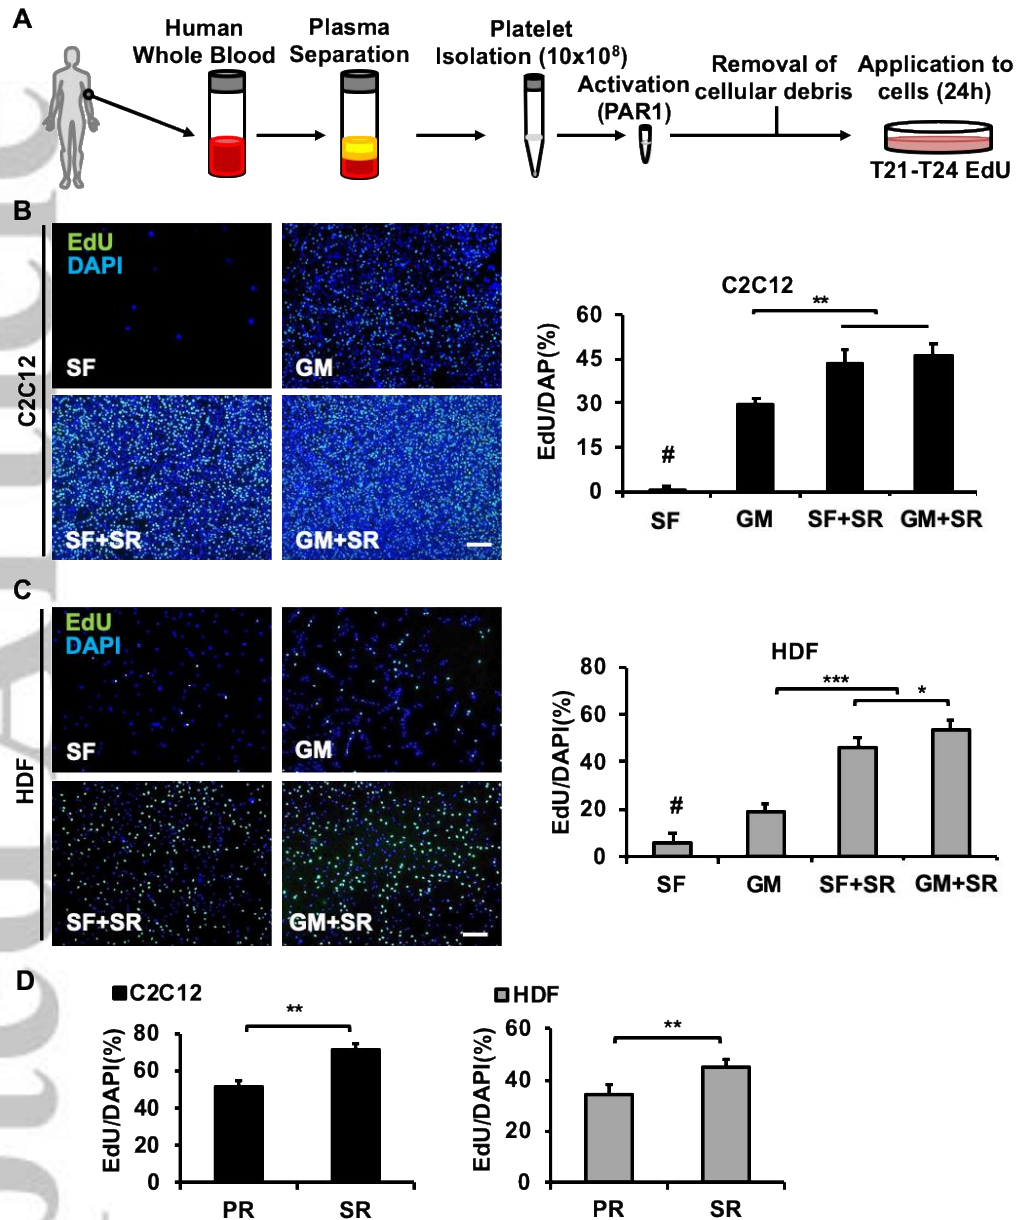 A
Human
Whole Blood
Plasma
Separation
Platelet
Isolation (10x10⁸)
Activation
(PAR1)
Removal of
cellular debris
Application to
cells (24h)
T21-T24 EdU
B
C2C12
EdU
DAPI
SF
GM
SF+SR
GM+SR
C2C12
**
EdU/DAP(%)
60
45
30
15
0
#
SF
GM
SF+SR
GM+SR
C
HDF
EdU
DAPI
SF
GM
SF+SR
GM+SR
HDF
***
*
EdU/DAPI(%)
80
60
40
20
0
#
SF
GM
SF+SR
GM+SR
D
C2C12
**
EdU/DAPI(%)
80
60
40
20
0
PR
SR
HDF
**
EdU/DAPI(%)
60
40
20
0
PR
SR